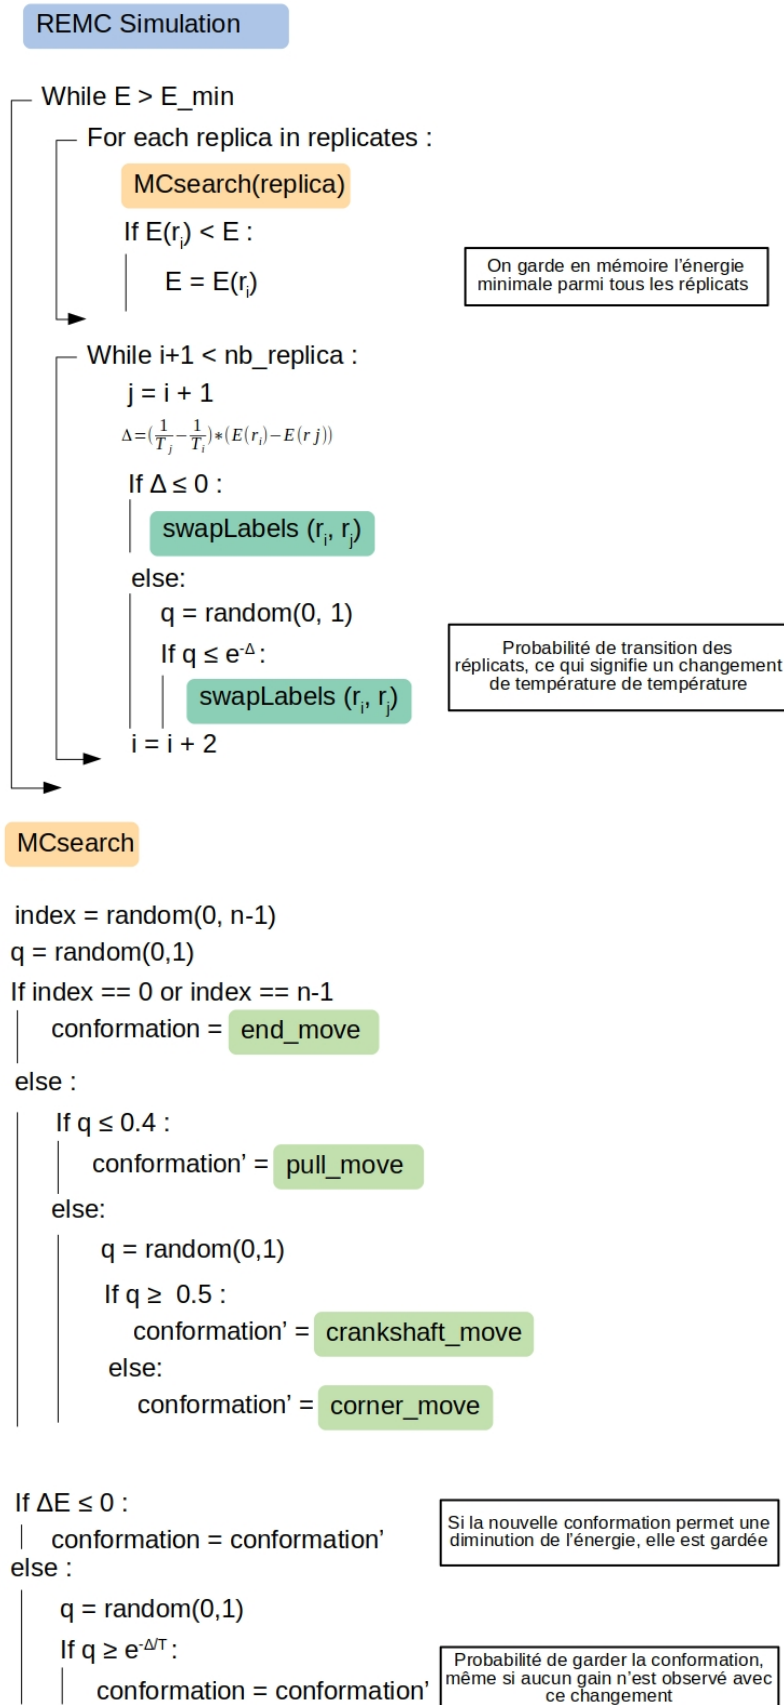 REMC Simulation
While E > E_min
For each replica in replicates :
MCsearch(replica)
If E(rᵢ) < E :
E = E(rᵢ)
On garde en mémoire l’énergie
minimale parmi tous les réplicats
While i+1 < nb_replica :
j = i + 1
Δ=(1/T_j − 1/T_i)∗(E(r_i)−E(r j))
If Δ ≤ 0 :
swapLabels (rᵢ, rⱼ)
else:
q = random(0, 1)
If q ≤ e^-Δ :
swapLabels (rᵢ, rⱼ)
Probabilité de transition des
réplicats, ce qui signifie un changement
de température de température
i = i + 2
MCsearch
index = random(0, n-1)
q = random(0,1)
If index == 0 or index == n-1
conformation = end_move
else :
If q ≤ 0.4 :
conformation’ = pull_move
else:
q = random(0,1)
If q ≥ 0.5 :
conformation’ = crankshaft_move
else:
conformation’ = corner_move
If ΔE ≤ 0 :
conformation = conformation’
Si la nouvelle conformation permet une
diminution de l’énergie, elle est gardée
else :
q = random(0,1)
If q ≥ e^-Δ/T :
conformation = conformation’
Probabilité de garder la conformation,
même si aucun gain n’est observé avec
ce changement